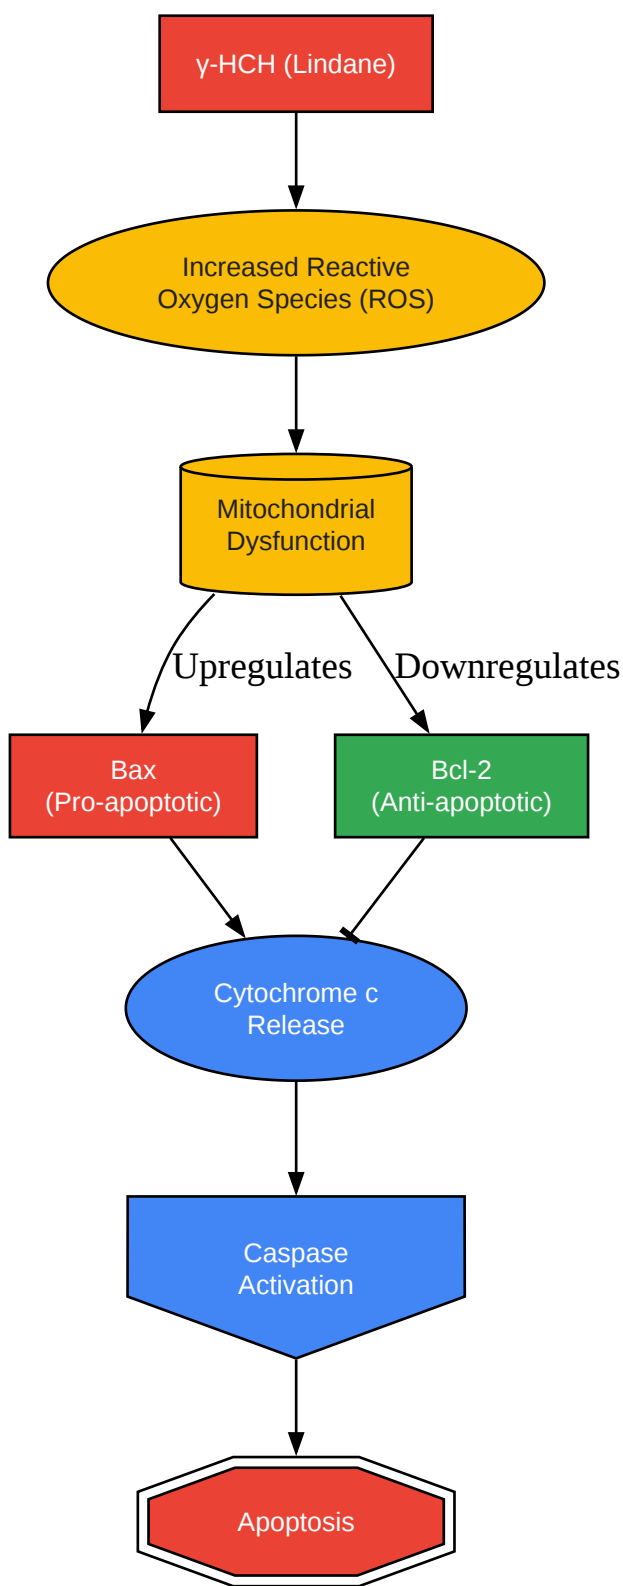 γ-HCH (Lindane)
Increased Reactive
Oxygen Species (ROS)
Mitochondrial
Dysfunction
Upregulates
Downregulates
Bax
(Pro-apoptotic)
Bcl-2
(Anti-apoptotic)
Cytochrome c
Release
Caspase
Activation
Apoptosis